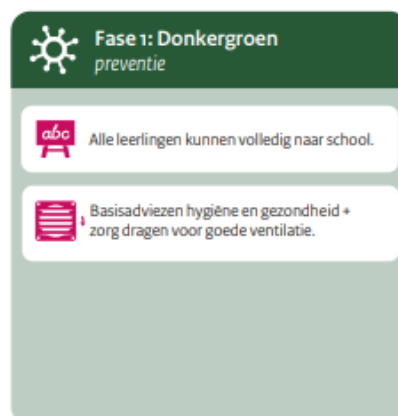 Fase 1: Donkergroen
preventie
abc
Alle leerlingen kunnen volledig naar school.
Basisadviezen hygiëne en gezondheid +
zorg dragen voor goede ventilatie.